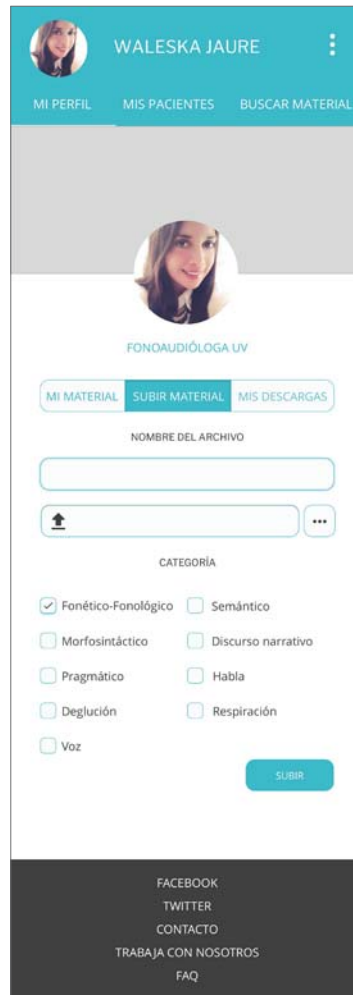 WALESKA JAURE
MI PERFIL MIS PACIENTES BUSCAR MATERIAL
FONOAUDIÓLOGA UV
MI MATERIAL SUBIR MATERIAL MIS DESCARGAS
NOMBRE DEL ARCHIVO
CATEGORÍA
Fonético-Fonológico Semántico
Morfosintáctico Discurso narrativo
Pragmático Habla
Deglución Respiración
Voz
SUBIR
FACEBOOK
TWITTER
CONTACTO
TRABAJA CON NOSOTROS
FAQ